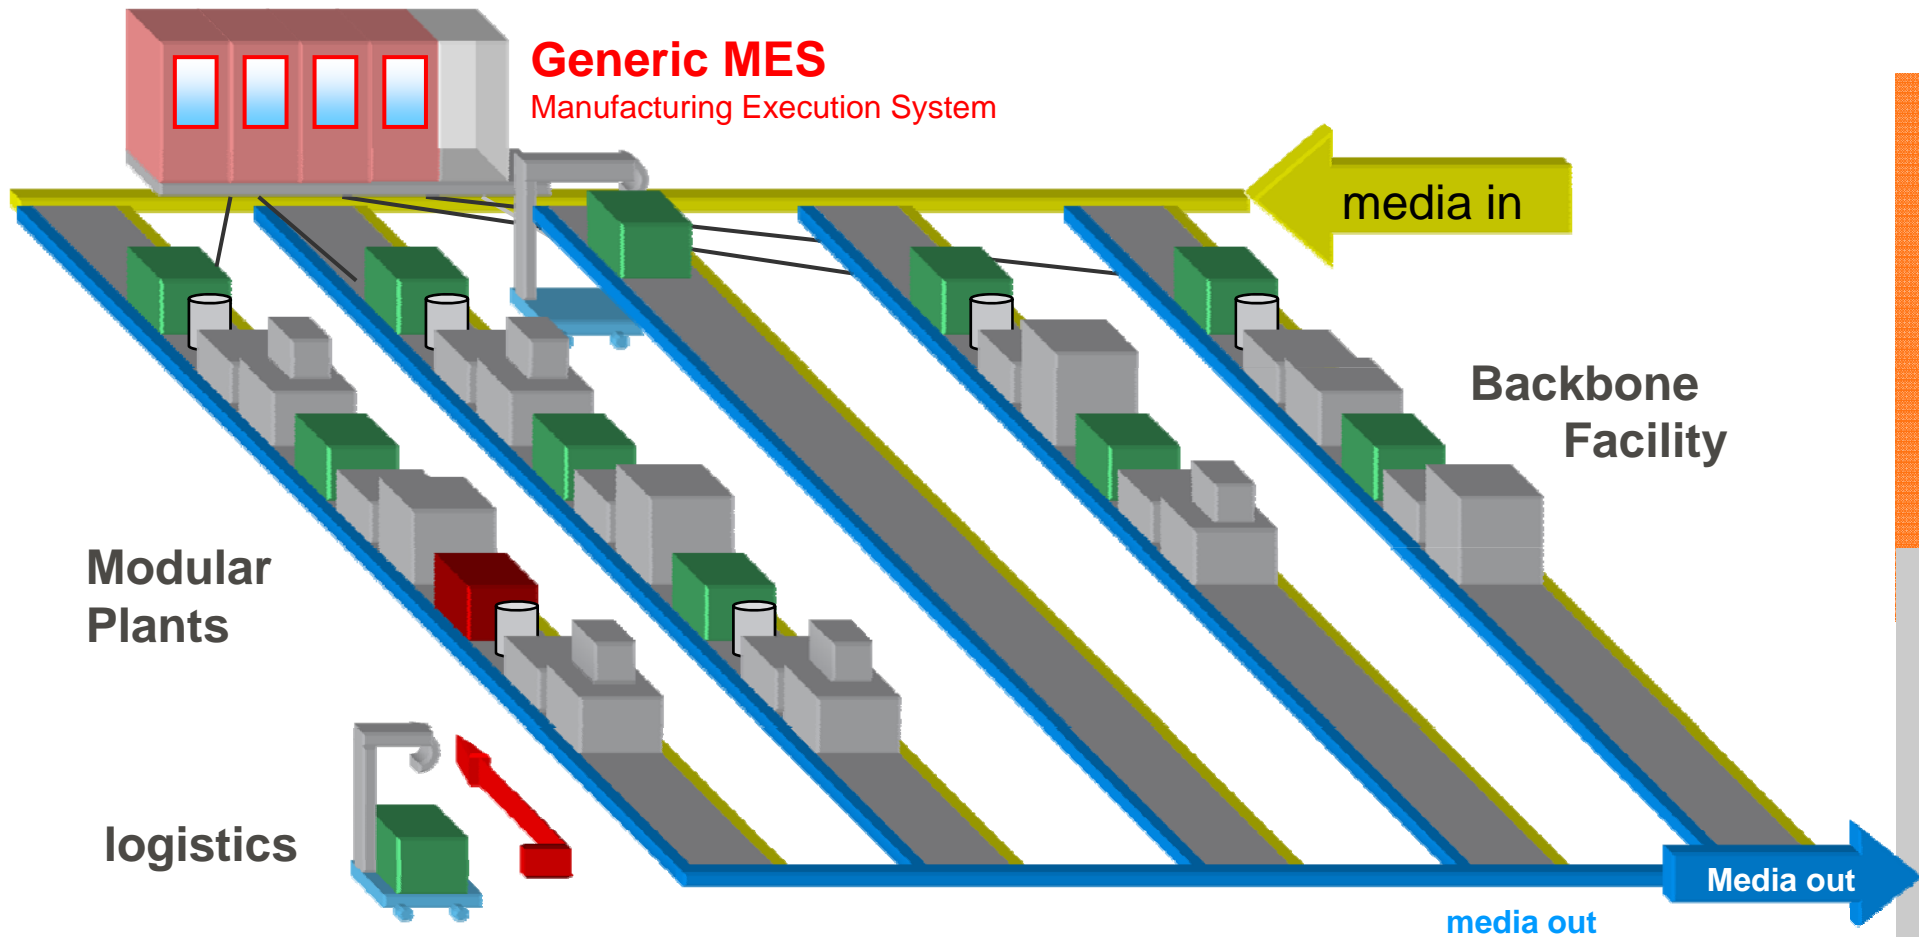 Generic MES
Manufacturing Execution System
media in
Backbone
Facility
Modular
Plants
logistics
Media out
media out